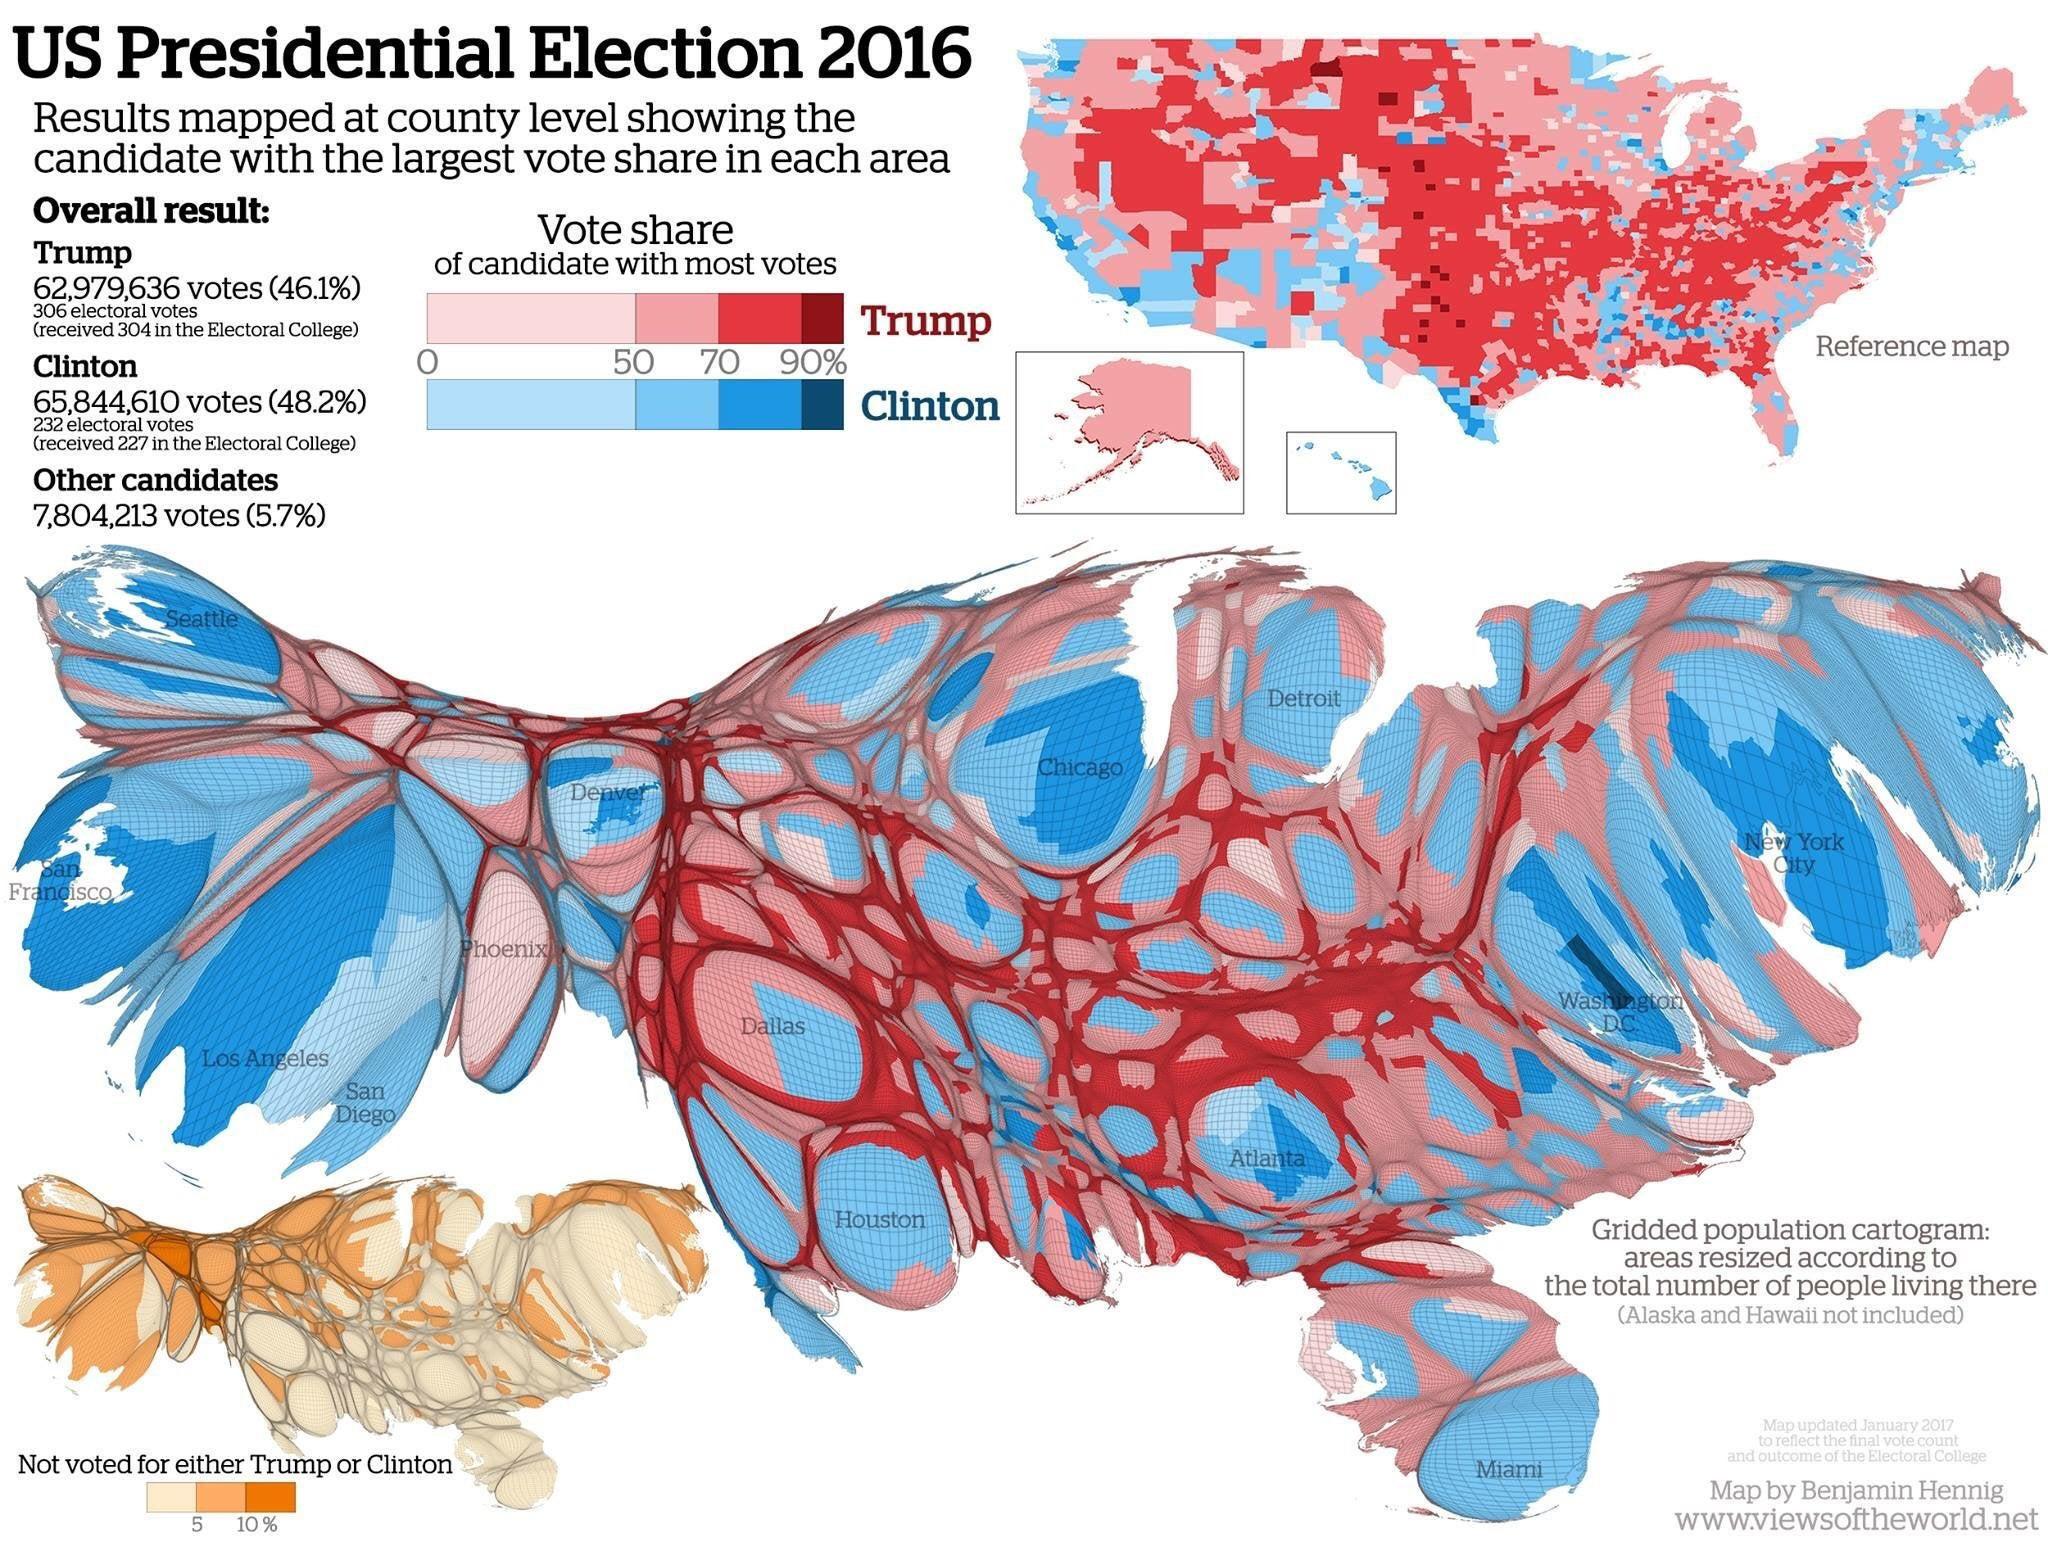 US Presidential Election 2016
Results mapped at county level showing the
candidate with the largest vote share in each area
Overall result:
Trump
62,979,636 votes (46.1%)
306 electoral votes
(received 304 in the Electoral College)
Clinton
65,844,610 votes (48.2%)
232 electoral votes
(received 227 in the Electoral College)
Other candidates
7,804,213 votes (5.7%)
Vote share
of candidate with most votes
Trump
0 50 70 90%
Clinton
Reference map
Seattle
Detroit
Chicago
Denver
New York
City
San
Francisco
Phoenix
Washington
D.C.
Dallas
Los Angeles
San
Diego
Atlanta
Houston
Miami
Gridded population cartogram:
areas resized according to
the total number of people living there
(Alaska and Hawaii not included)
Not voted for either Trump or Clinton
5 10%
Map updated January 2017
to reflect the final vote count
and outcome of the Electoral College
Map by Benjamin Hennig
www.viewsoftheworld.net